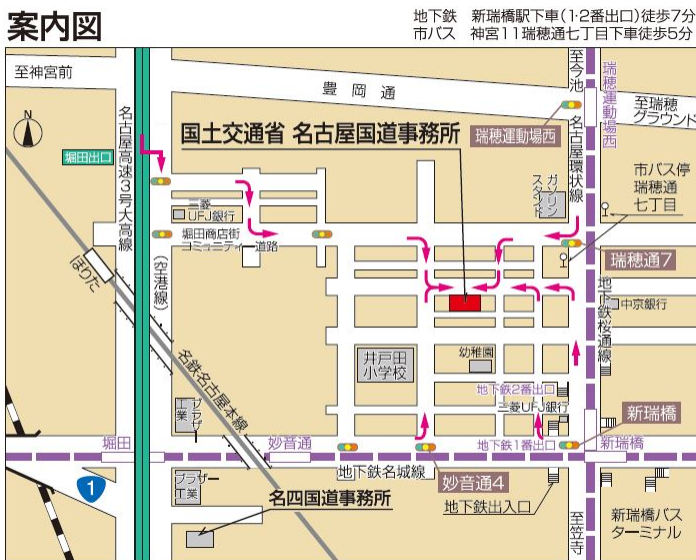 案内図
地下鉄 新瑞橋駅下車(1・2番出口)徒歩7分
市バス 神宮11瑞穂通七丁目下車徒歩5分
至神宮前
豊岡通
至今池
瑞穂運動場西
至瑞穂
グラウンド
N
名古屋高速3号大高線
(空港線)
堀田出口
国土交通省 名古屋国道事務所
瑞穂運動場西
名古屋環状線
ガソリン
スタンド
市バス停
瑞穂通
七丁目
三菱
UFJ銀行
堀田商店街
コミュニティー道路
瑞穂通7
ほりた
地下鉄桜通線
中京銀行
名鉄名古屋本線
井戸田
小学校
幼稚園
地下鉄2番出口
三菱UFJ銀行
新瑞橋
ブラザー
工業
堀田
妙音通
地下鉄1番出口
新瑞橋
地下鉄名城線
妙音通4
ブラザー
工業
1
名四国道事務所
地下鉄出入口
至笠寺
新瑞橋バス
ターミナル